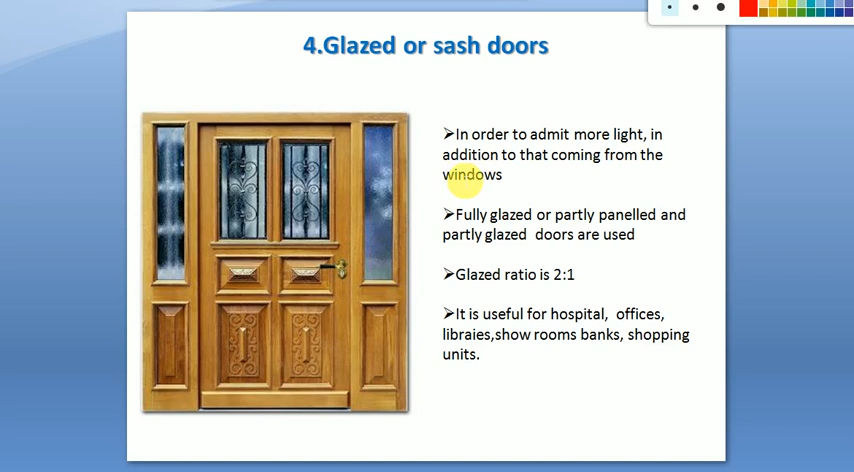 4.Glazed or sash doors
➢In order to admit more light, in
addition to that coming from the
windows
➢Fully glazed or partly panelled and
partly glazed  doors are used
➢Glazed ratio is 2:1
➢It is useful for hospital,  offices,
libraies,show rooms banks, shopping
units.